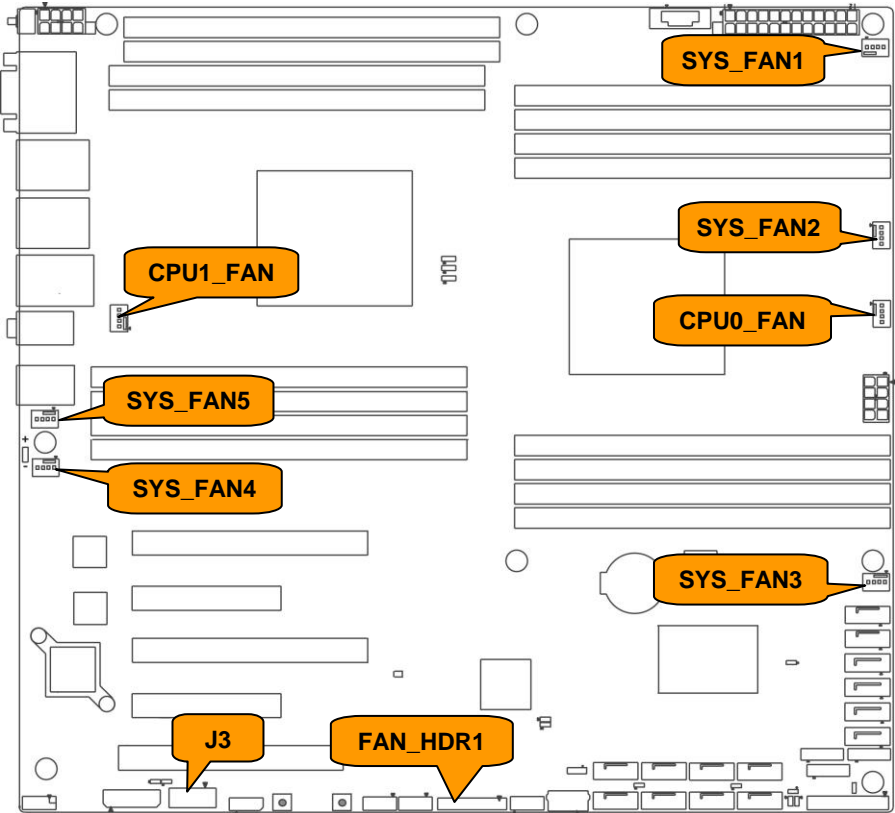 SYS_FAN1
SYS_FAN2
CPU1_FAN
CPU0_FAN
SYS_FAN5
SYS_FAN4
SYS_FAN3
J3
FAN_HDR1
+
-